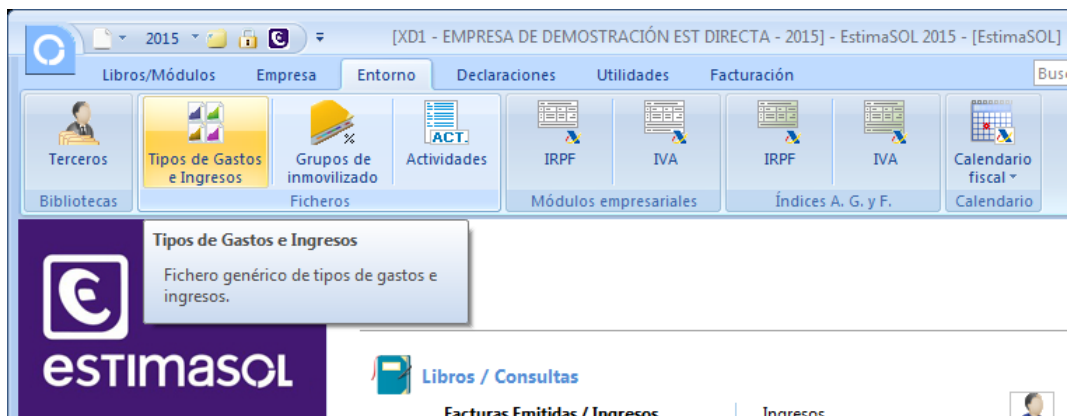 2015
[XD1 - EMPRESA DE DEMOSTRACIÓN EST DIRECTA - 2015] - EstimaSOL 2015 - [EstimaSOL]
Libros/Módulos Empresa Entorno Declaraciones Utilidades Facturación
Terceros
Tipos de Gastos
e Ingresos
Grupos de
inmovilizado
ACT.
Actividades
IRPF
IVA
IRPF
IVA
Calendario
fiscal
Bibliotecas Ficheros Módulos empresariales Índices A. G. y F. Calendario
Tipos de Gastos e Ingresos
Fichero genérico de tipos de gastos e
ingresos.
estimasol
Libros / Consultas
Facturas Emitidas / Ingresos
Ingresos